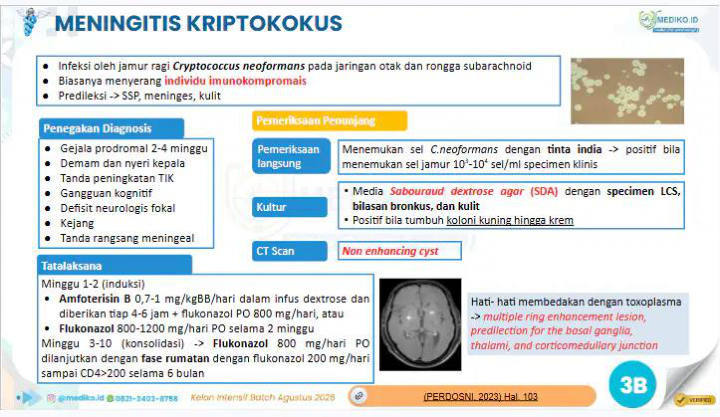 MENINGITIS KRIPTOKOKUS
MEDIKO.ID
● Infeksi oleh jamur ragi Cryptococcus neoformans pada jaringan otak dan rongga subarachnoid
● Biasanya menyerang individu imunokompromais
● Predileksi -> SSP, meninges, kulit
Penegakan Diagnosis
● Gejala prodromal 2-4 minggu
● Demam dan nyeri kepala
● Tanda peningkatan TIK
● Gangguan kognitif
● Defisit neurologis fokal
● Kejang
● Tanda rangsang meningeal
Pemeriksaan Penunjang
Pemeriksaan
langsung
Menemukan sel C.neoformans dengan tinta india -> positif bila
menemukan sel jamur 10³-10⁴ sel/ml specimen klinis
Kultur
• Media Sabouraud dextrose agar (SDA) dengan specimen LCS,
bilasan bronkus, dan kulit
• Positif bila tumbuh koloni kuning hingga krem
CT Scan
Non enhancing cyst
Tatalaksana
Minggu 1-2 (induksi)
● Amfoterisin B 0,7-1 mg/kgBB/hari dalam infus dextrose dan
diberikan tiap 4-6 jam + flukonazol PO 800 mg/hari, atau
● Flukonazol 800-1200 mg/hari PO selama 2 minggu
Minggu 3-10 (konsolidasi) -> Flukonazol 800 mg/hari PO
dilanjutkan dengan fase rumatan dengan flukonazol 200 mg/hari
sampai CD4>200 selama 6 bulan
Hati- hati membedakan dengan toxoplasma
-> multiple ring enhancement lesion,
predilection for the basal ganglia,
thalami, and corticomedullary junction
3B
@mediko.id 0821-2402-8758 Kelan Intensif Batch Agustus 2025
(PERDOSNI, 2023) Hal. 103
VERIFIED